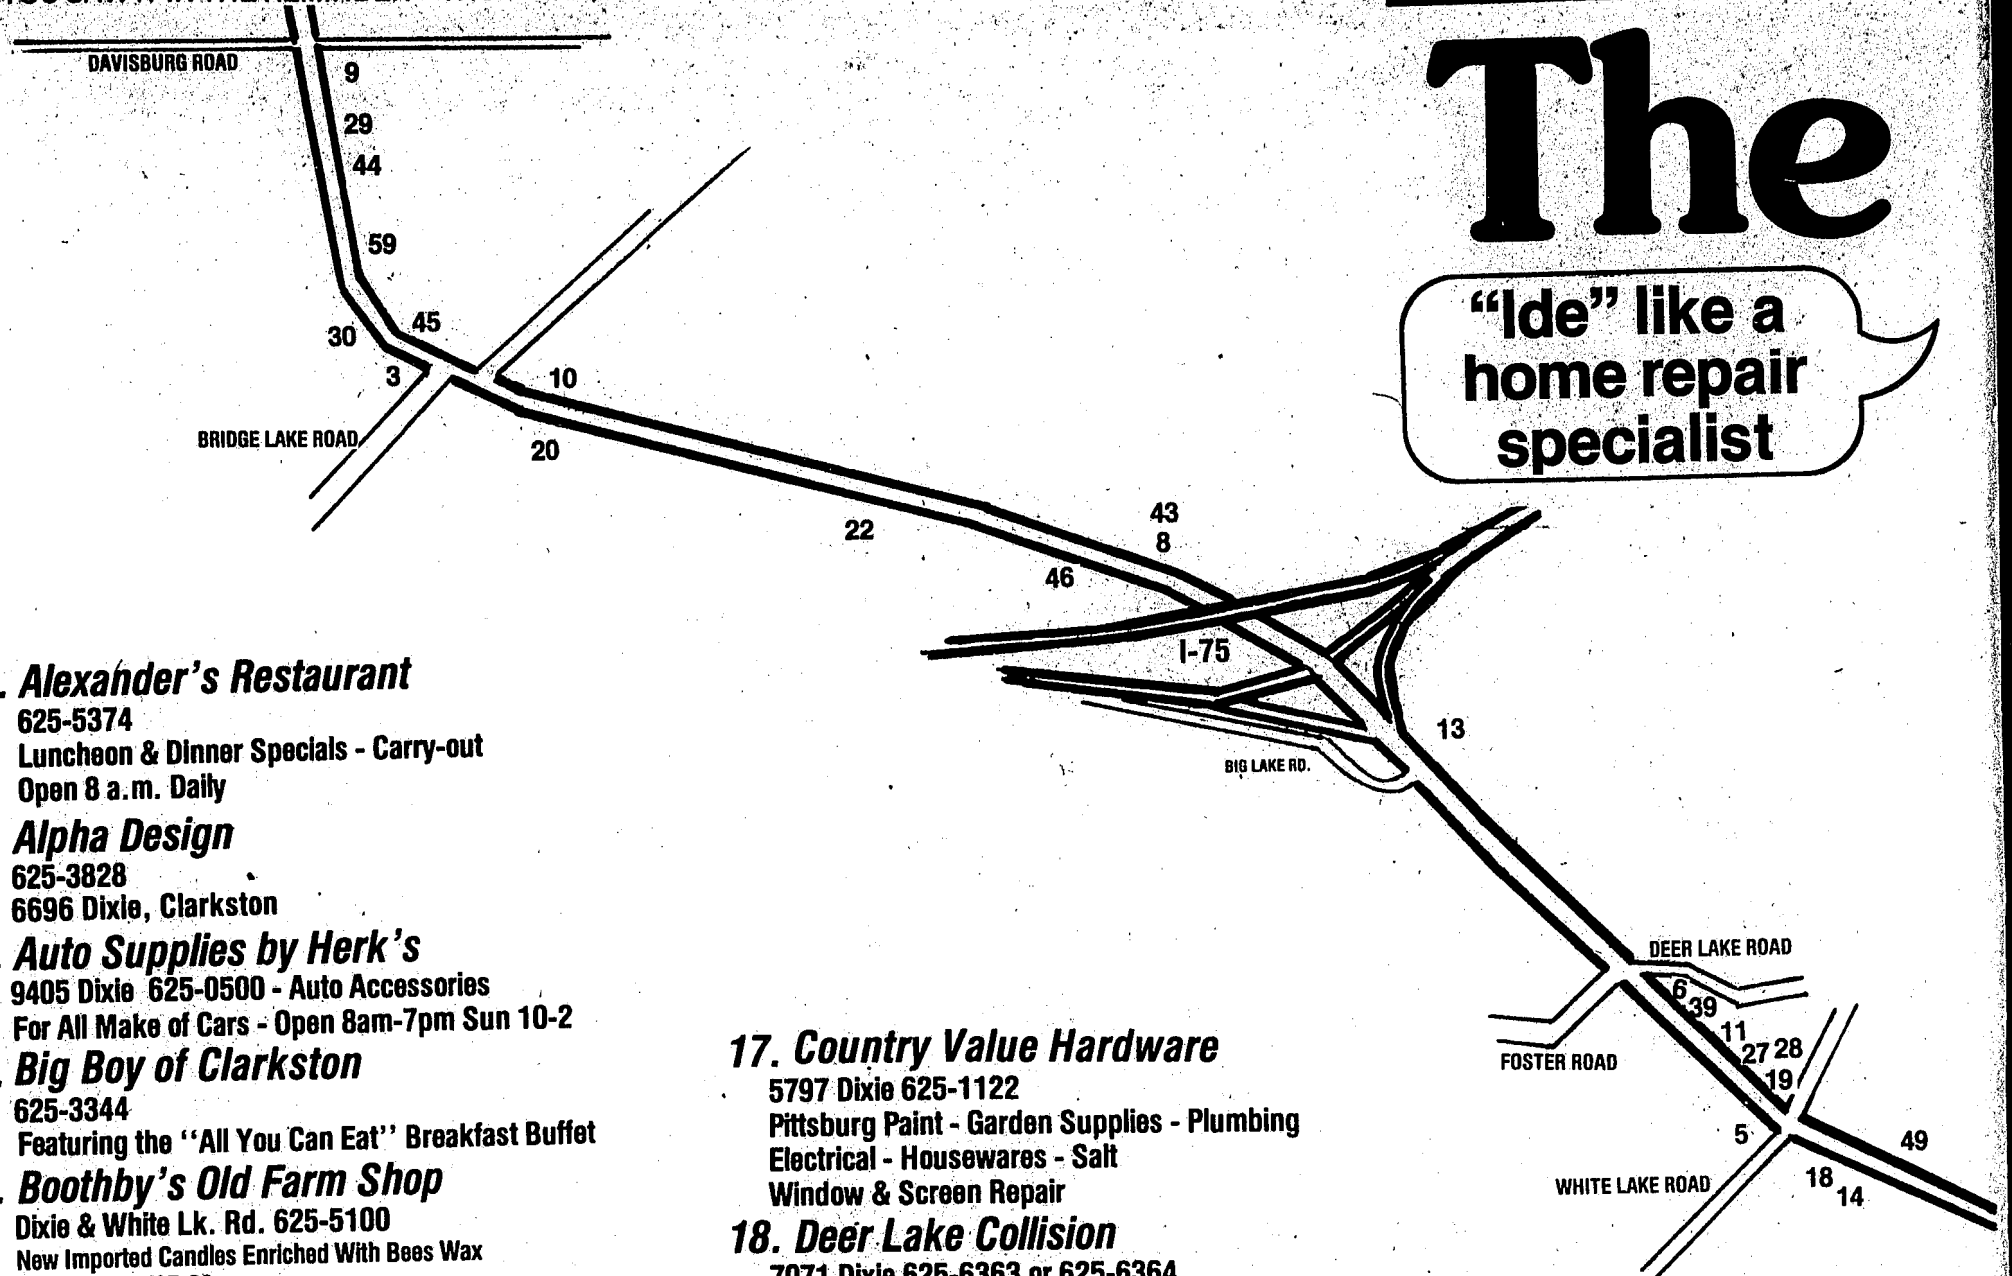 DAVISBURG ROAD
9
29
44
59
45
30
3
10
BRIDGE LAKE ROAD
20
22
43
8
46
I-75
13
BIG LAKE RD.
DEER LAKE ROAD
6
39
11
27 28
19
FOSTER ROAD
5
49
WHITE LAKE ROAD
18
14
The
“Ide” like a
home repair
specialist
. Alexander's Restaurant
625-5374
Luncheon & Dinner Specials - Carry-out
Open 8 a.m. Daily
Alpha Design
625-3828
6696 Dixie, Clarkston
Auto Supplies by Herk's
9405 Dixie 625-0500 - Auto Accessories
For All Make of Cars - Open 8am-7pm Sun 10-2
. Big Boy of Clarkston
625-3344
Featuring the ''All You Can Eat'' Breakfast Buffet
. Boothby's Old Farm Shop
Dixie & White Lk. Rd. 625-5100
New Imported Candles Enriched With Bees Wax
17. Country Value Hardware
5797 Dixie 625-1122
Pittsburg Paint - Garden Supplies - Plumbing
Electrical - Housewares - Salt
Window & Screen Repair
18. Deer Lake Collision
7071 Dixie 625-6363 or 625-6364